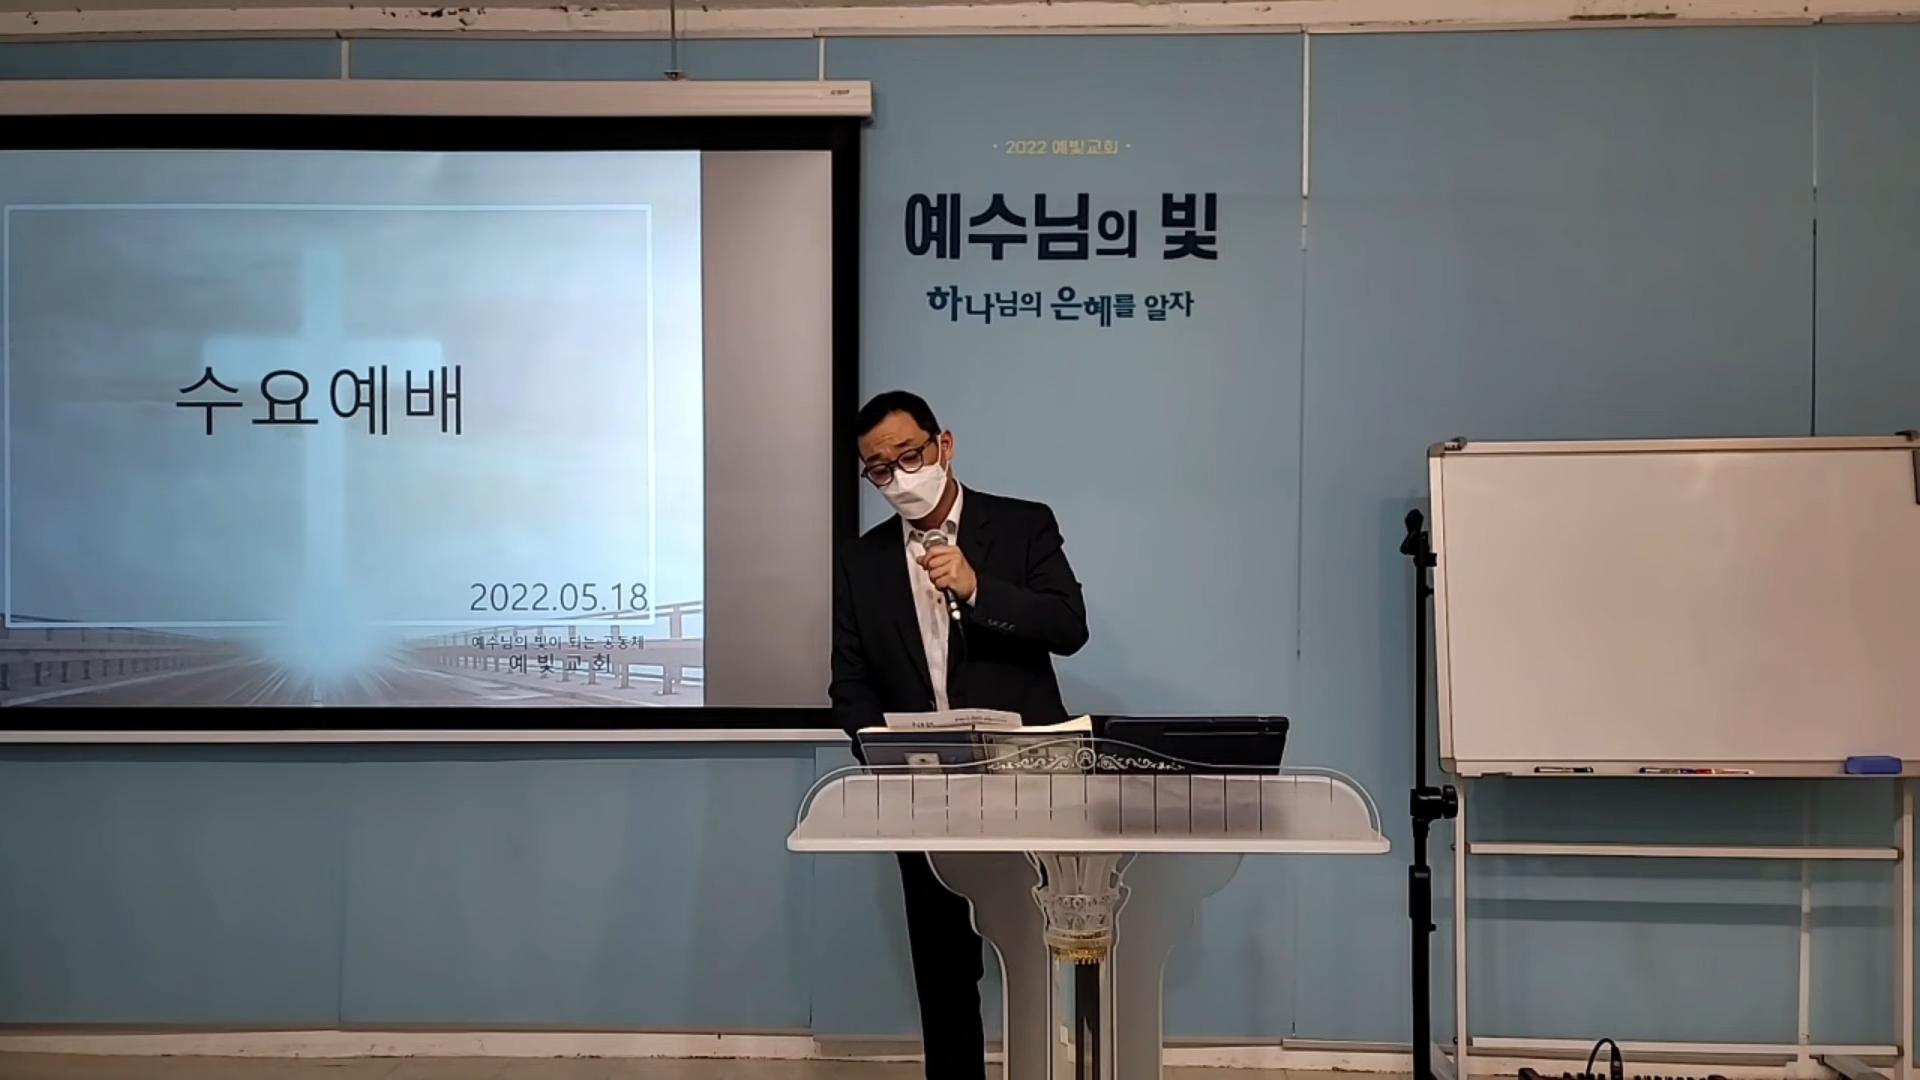 수요예배
2022.05.18
예수님의 빛이 되는 공동체
예빛교회
· 2022 예빛교회 ·
예수님의 빛
하나님의 은혜를 알자